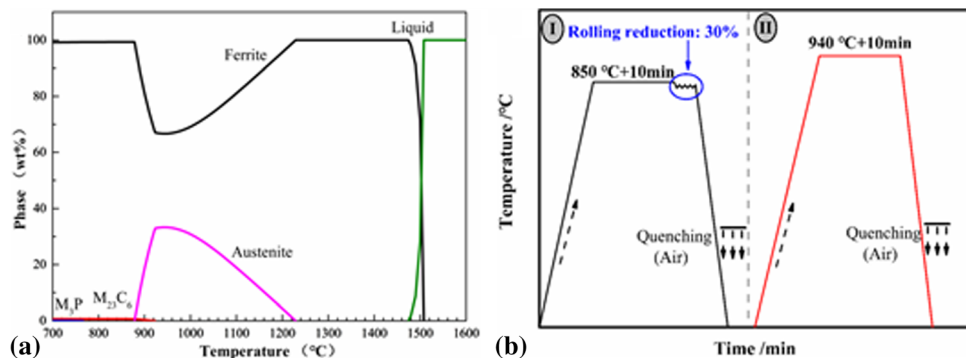 100
80
60
40
20
0
Phase (wt%)
Liquid
Ferrite
Austenite
M₃P
M₂₃C₆
700 800 900 1000 1100 1200 1300 1400 1500 1600
Temperature (℃)
(a)
I
Rolling reduction: 30%
II
850 ℃+10min
940 ℃+10min
Temperature /℃
Quenching
(Air)
Quenching
(Air)
Time /min
(b)